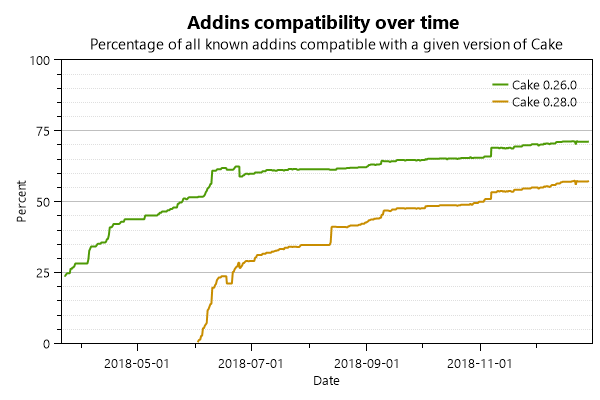 Addins compatibility over time
Percentage of all known addins compatible with a given version of Cake
100
Cake 0.26.0
Cake 0.28.0
75
50
25
0
Percent
2018-05-01 2018-07-01 2018-09-01 2018-11-01
Date